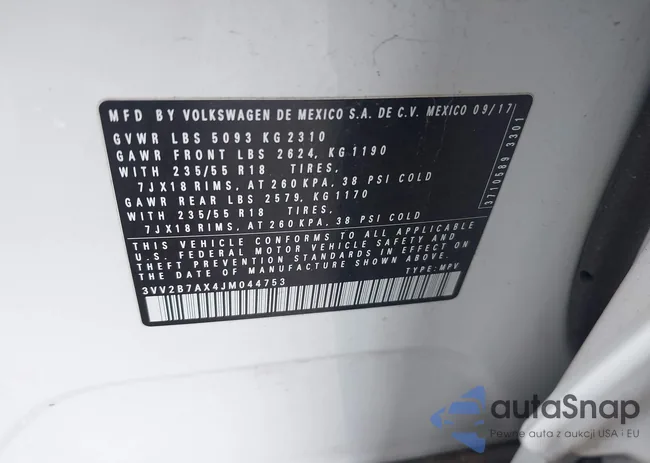 MFD BY VOLKSWAGEN DE MEXICO S.A. DE C.V. MEXICO 09/17
GVWR LBS 5093 KG 2310
GAWR FRONT LBS 2624, KG 1190
WITH 235/55 R18 TIRES,
7JX18 RIMS, AT 260 KPA, 38 PSI COLD
GAWR REAR LBS 2579, KG 1170
WITH 235/55 R18 TIRES,
7JX18 RIMS, AT 260 KPA, 38 PSI COLD
THIS VEHICLE CONFORMS TO ALL APPLICABLE
U.S. FEDERAL MOTOR VEHICLE SAFETY AND
THEFT PREVENTION STANDARDS IN EFFECT ON
THE DATE OF MANUFACTURE SHOWN ABOVE.
3VV2B7AX4JM044753 TYPE: MPV
3710589 3301
autoSnap
Pewne auta z aukcji USA i EU